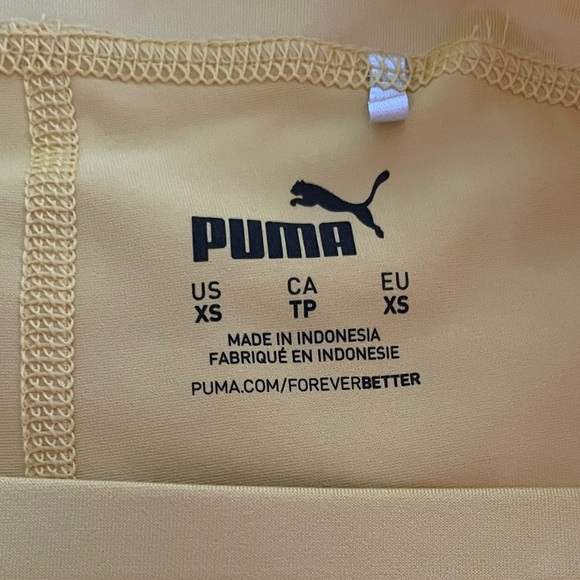 PUMA
US CA EU
XS TP XS
MADE IN INDONESIA
FABRIQUÉ EN INDONESIE
PUMA.COM/FOREVERBETTER